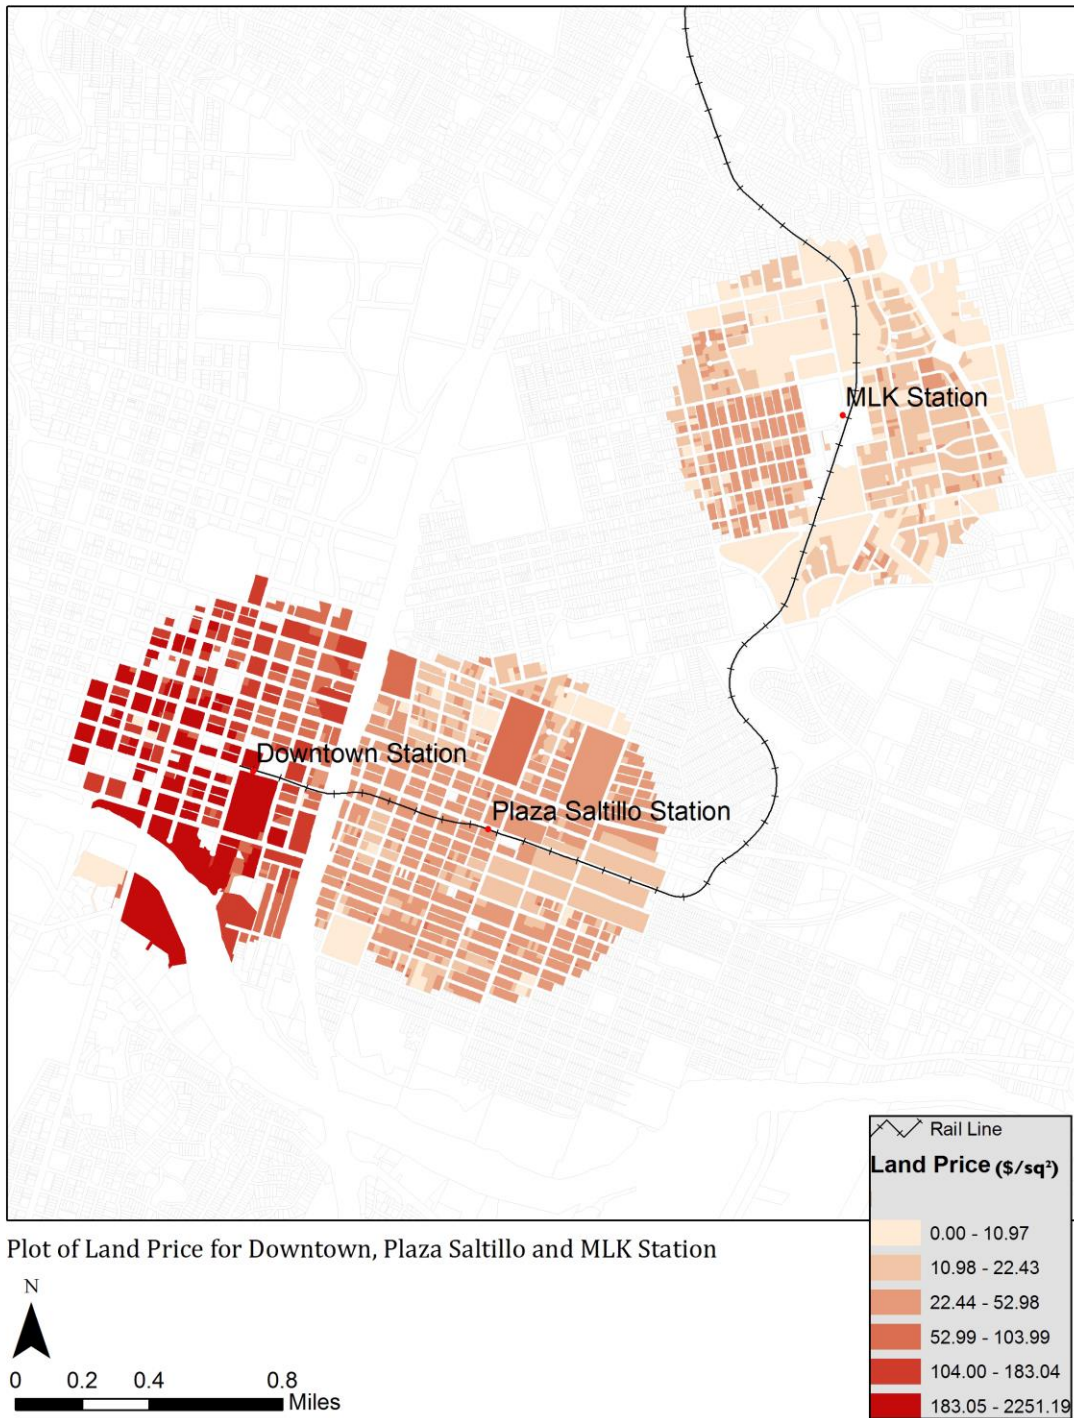 MLK Station
Downtown Station
Plaza Saltillo Station
Rail Line
Land Price ($/sq²)
0.00 - 10.97
10.98 - 22.43
22.44 - 52.98
52.99 - 103.99
104.00 - 183.04
183.05 - 2251.19
Plot of Land Price for Downtown, Plaza Saltillo and MLK Station
N
0 0.2 0.4 0.8
Miles